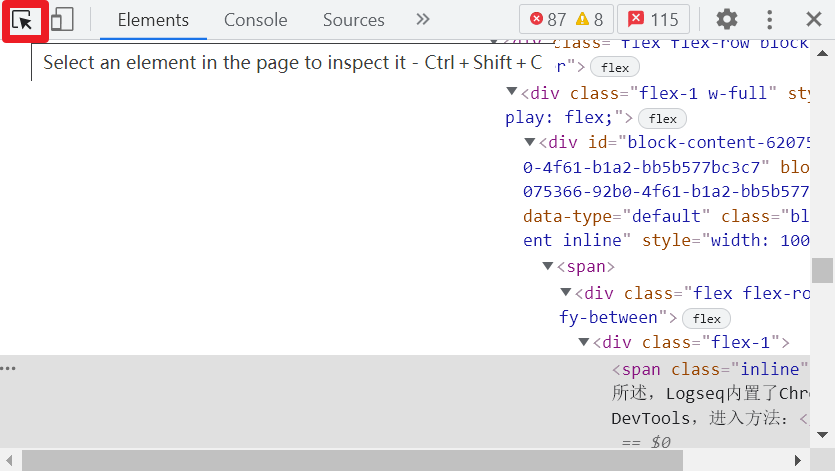 Elements Console Sources » 87 8 115
<div class="flex flex-row block
Select an element in the page to inspect it - Ctrl + Shift + C
er"> flex
<div class="flex-1 w-full" sty
play: flex;"> flex
<div id="block-content-62075
0-4f61-b1a2-bb5b577bc3c7" blo
075366-92b0-4f61-b1a2-bb5b577
data-type="default" class="bl
ent inline" style="width: 100
<span>
<div class="flex flex-ro
fy-between"> flex
<div class="flex-1">
… <span class="inline"
所述，Logseq内置了Chro
DevTools，进入方法：<
== $0